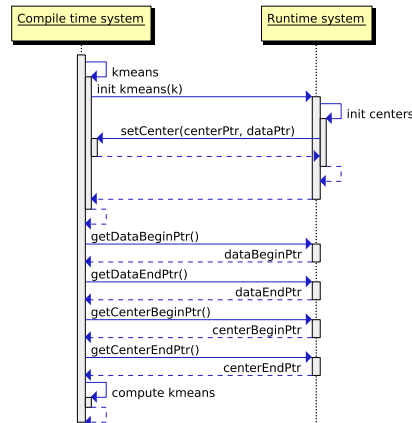 Compile time system
Runtime system
kmeans
init kmeans(k)
init centers
setCenter(centerPtr, dataPtr)
getDataBeginPtr()
dataBeginPtr
getDataEndPtr()
dataEndPtr
getCenterBeginPtr()
centerBeginPtr
getCenterEndPtr()
centerEndPtr
compute kmeans